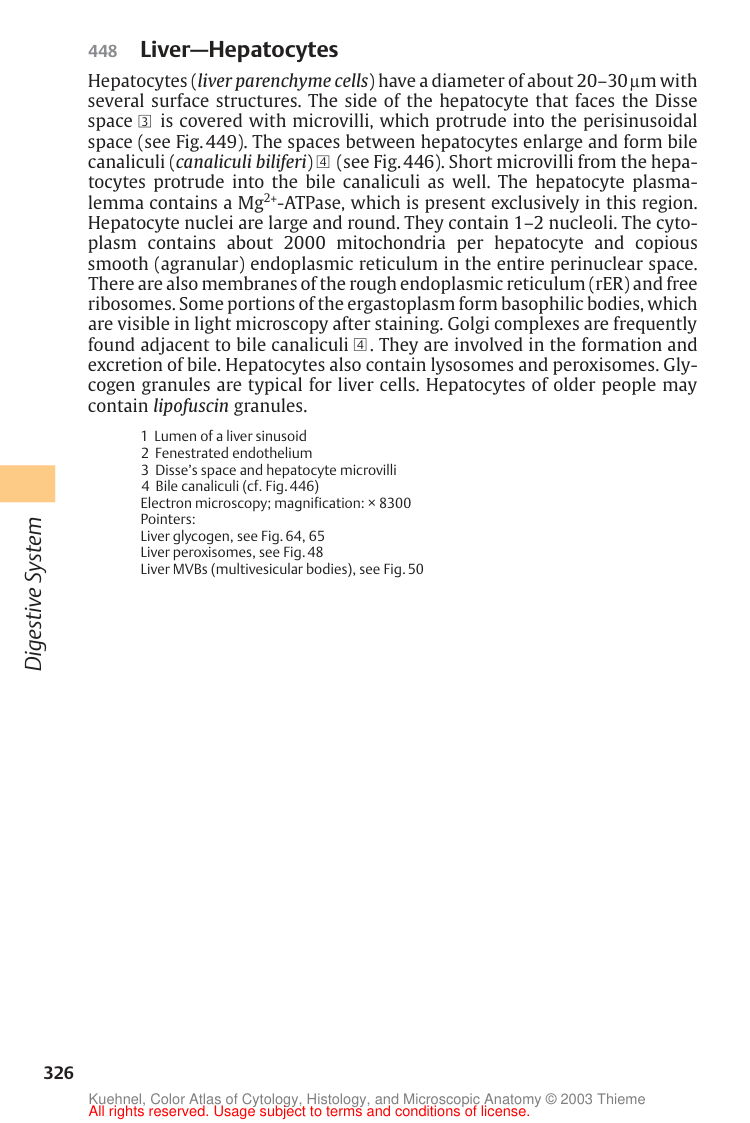 448 Liver—Hepatocytes
Hepatocytes (liver parenchyme cells) have a diameter of about 20–30 µm with
several surface structures. The side of the hepatocyte that faces the Disse
space 3 is covered with microvilli, which protrude into the perisinusoidal
space (see Fig. 449). The spaces between hepatocytes enlarge and form bile
canaliculi (canaliculi biliferi) 4 (see Fig. 446). Short microvilli from the hepa-
tocytes protrude into the bile canaliculi as well. The hepatocyte plasma-
lemma contains a Mg²⁺-ATPase, which is present exclusively in this region.
Hepatocyte nuclei are large and round. They contain 1–2 nucleoli. The cyto-
plasm contains about 2000 mitochondria per hepatocyte and copious
smooth (agranular) endoplasmic reticulum in the entire perinuclear space.
There are also membranes of the rough endoplasmic reticulum (rER) and free
ribosomes. Some portions of the ergastoplasm form basophilic bodies, which
are visible in light microscopy after staining. Golgi complexes are frequently
found adjacent to bile canaliculi 4. They are involved in the formation and
excretion of bile. Hepatocytes also contain lysosomes and peroxisomes. Gly-
cogen granules are typical for liver cells. Hepatocytes of older people may
contain lipofuscin granules.
1 Lumen of a liver sinusoid
2 Fenestrated endothelium
3 Disse's space and hepatocyte microvilli
4 Bile canaliculi (cf. Fig. 446)
Electron microscopy; magnification: × 8300
Pointers:
Liver glycogen, see Fig. 64, 65
Liver peroxisomes, see Fig. 48
Liver MVBs (multivesicular bodies), see Fig. 50
Digestive System
326
Kuehnel, Color Atlas of Cytology, Histology, and Microscopic Anatomy © 2003 Thieme
All rights reserved. Usage subject to terms and conditions of license.